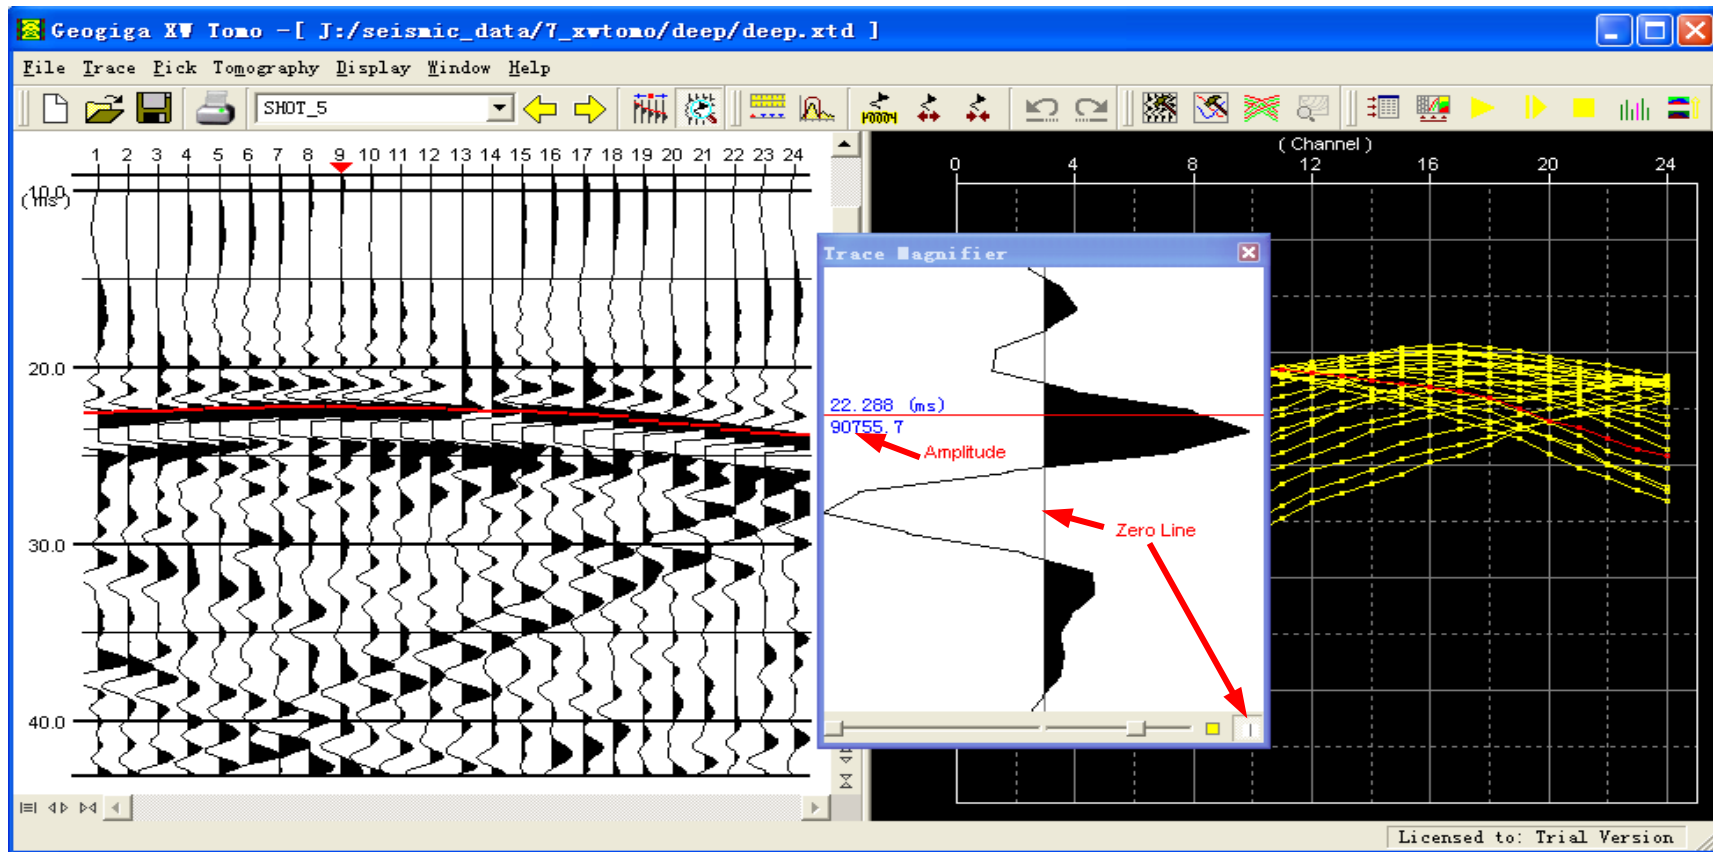 Geogiga XW Tomo -[ J:/seismic_data/7_xwtomo/deep/deep.xtd ]
File Trace Pick Tomography Display Window Help
SHOT_5
1 2 3 4 5 6 7 8 9 10 11 12 13 14 15 16 17 18 19 20 21 22 23 24
10.0
(ms)
20.0
30.0
40.0
( Channel )
0 4 8 12 16 20 24
Trace Magnifier
22.288 (ms)
90755.7
Amplitude
Zero Line
Licensed to: Trial Version